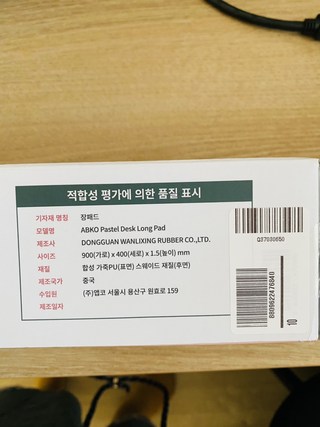 적합성 평가에 의한 품질 표시
기자재 명칭 장패드
모델명 ABKO Pastel Desk Long Pad
제조사 DONGGUAN WANLIXING RUBBER CO.,LTD.
사이즈 900(가로) x 400(세로) x 1.5(높이) mm
재질 합성 가죽PU(표면) 스웨이드 재질(후면)
제조국가 중국
수입원 (주)앱코 서울시 용산구 원효로 159
제조일자
8809622476840
10